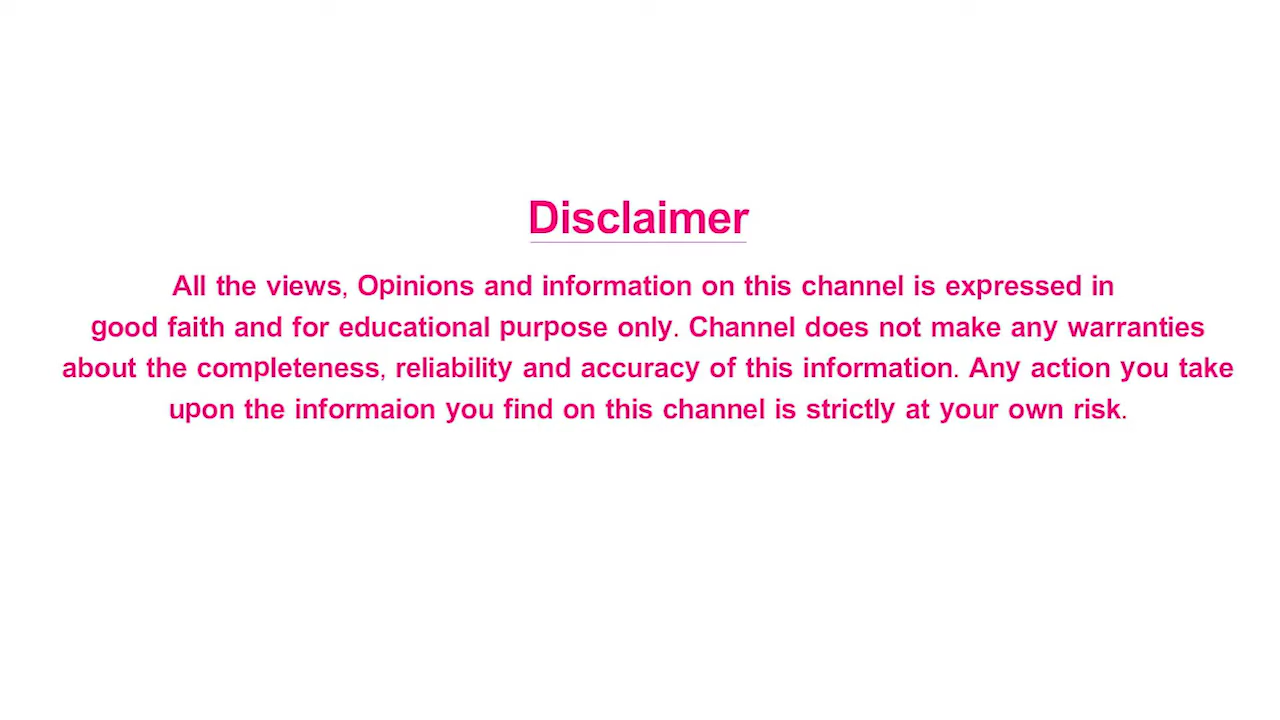 Disclaimer
All the views, Opinions and information on this channel is expressed in
good faith and for educational purpose only. Channel does not make any warranties
about the completeness, reliability and accuracy of this information. Any action you take
upon the informaion you find on this channel is strictly at your own risk.